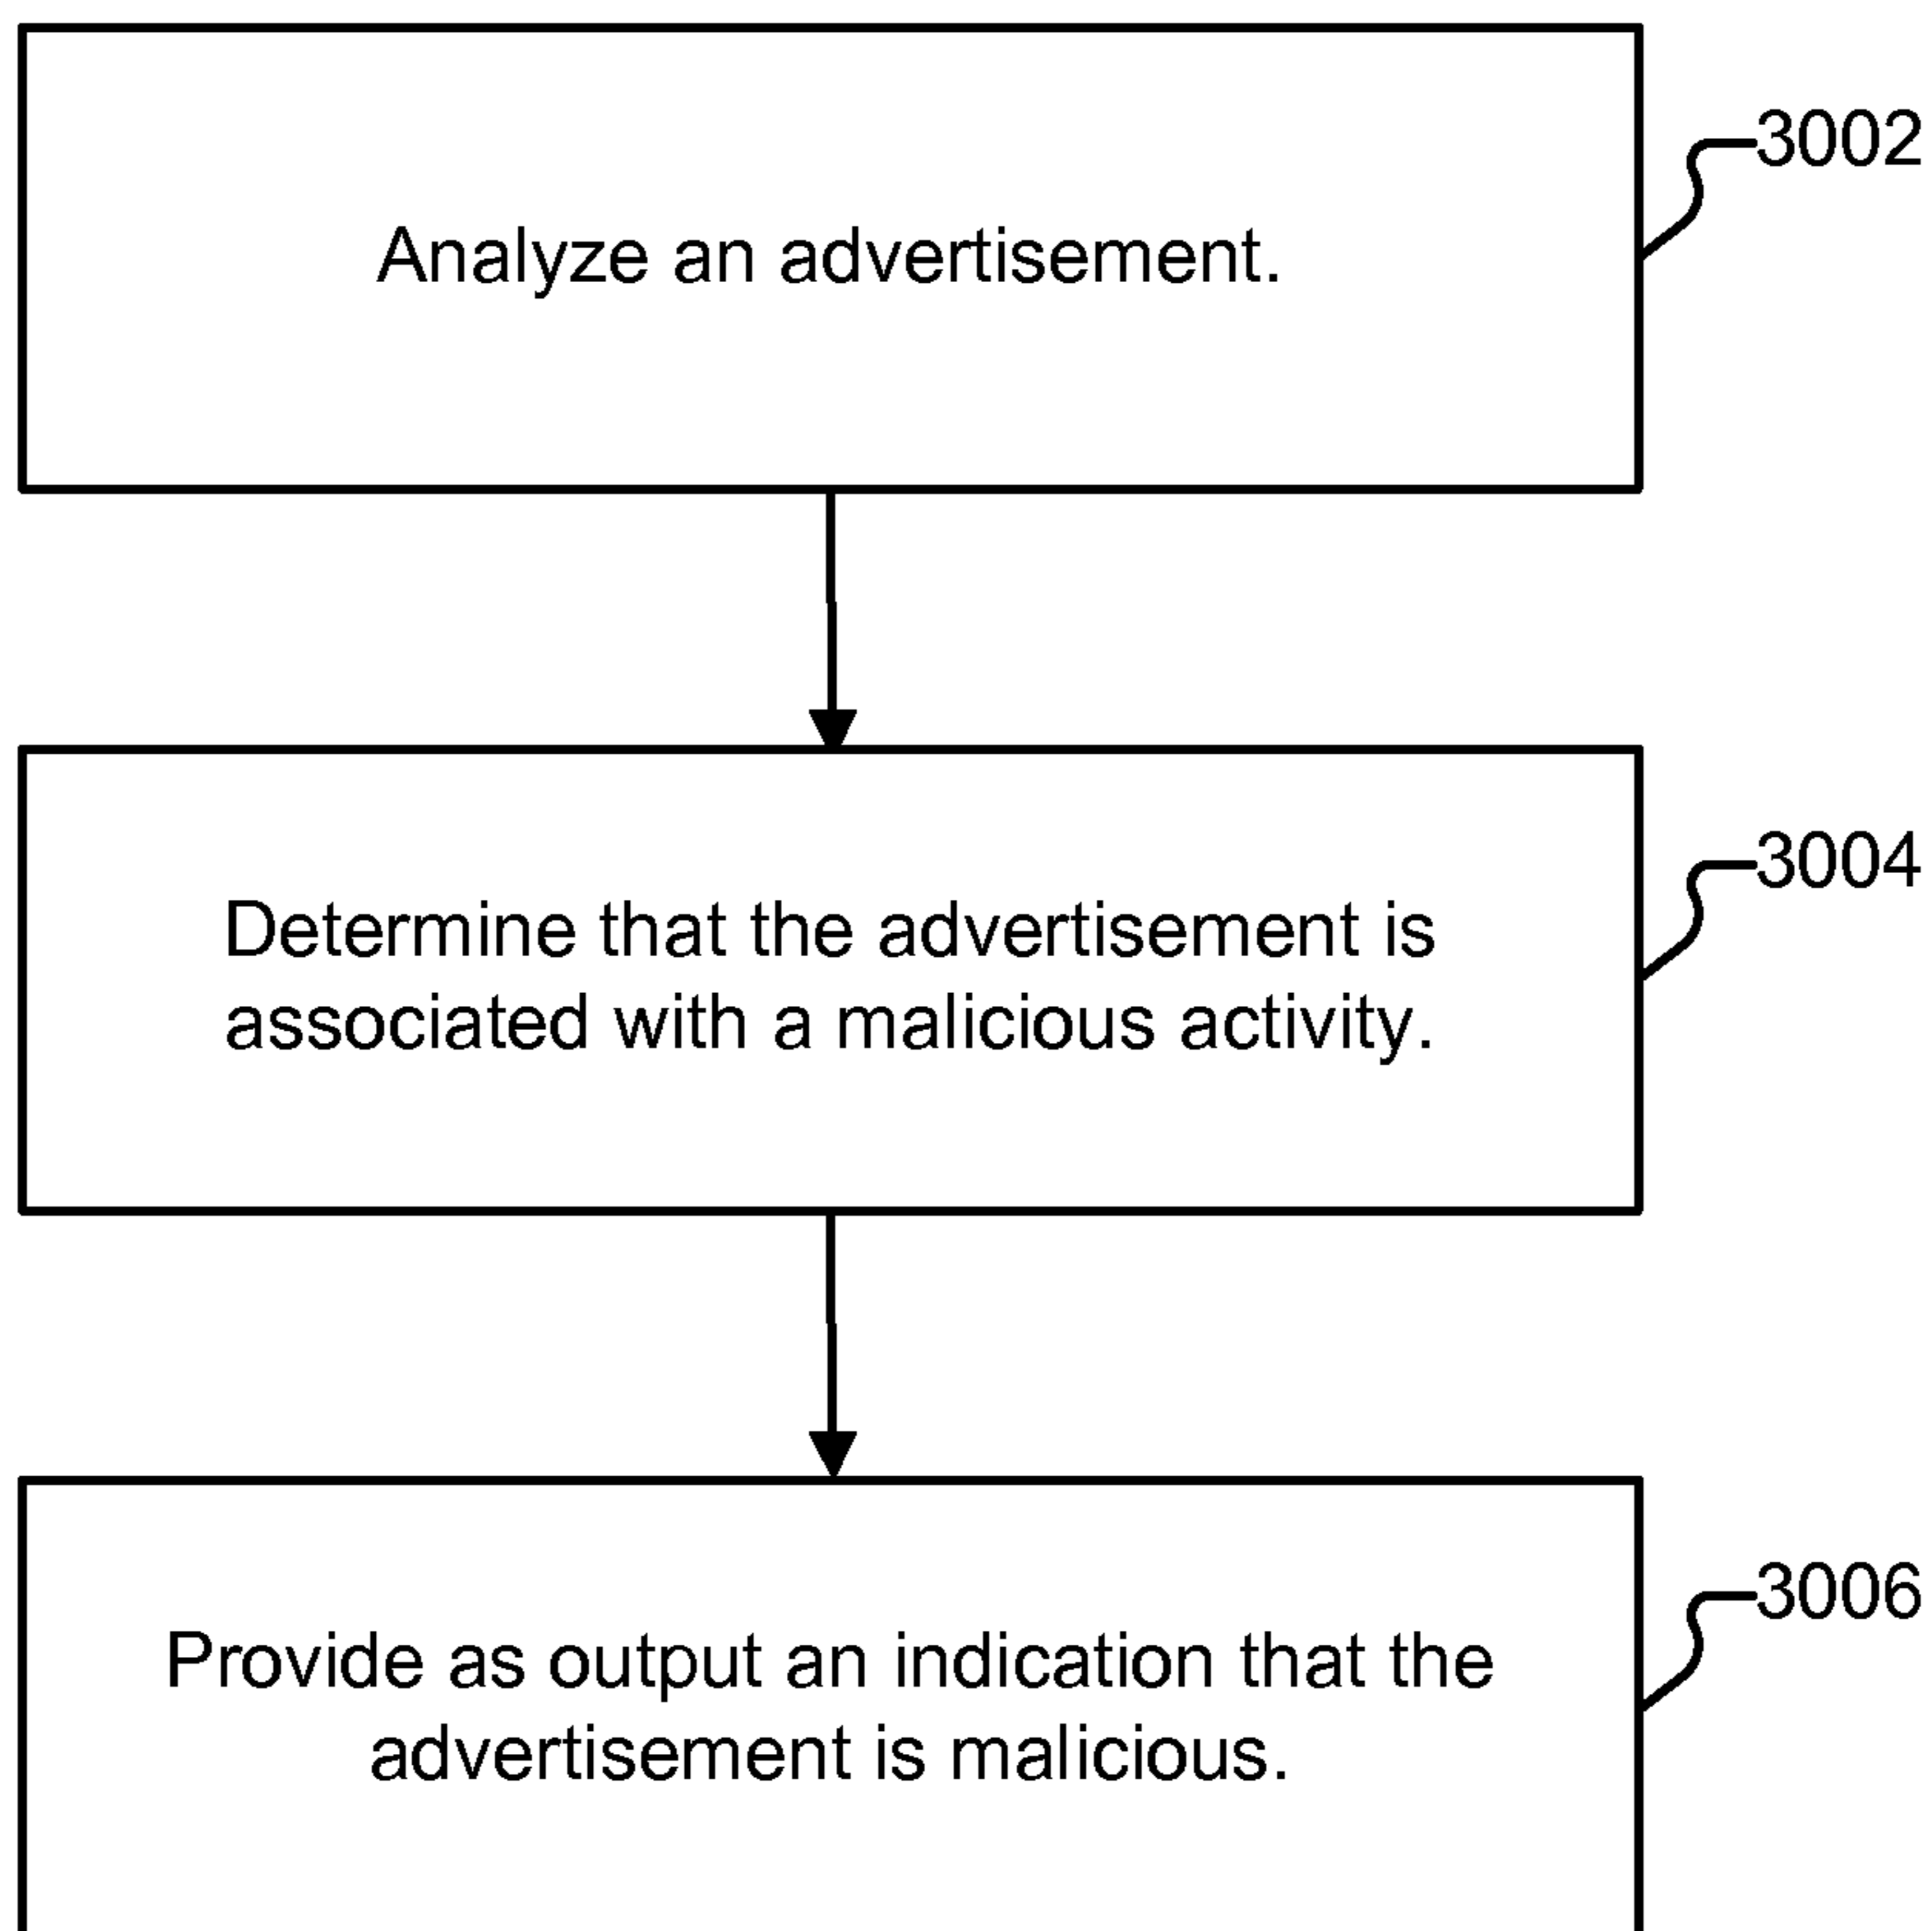 Analyze an advertisement.
3002
Determine that the advertisement is
associated with a malicious activity.
3004
Provide as output an indication that the
advertisement is malicious.
3006